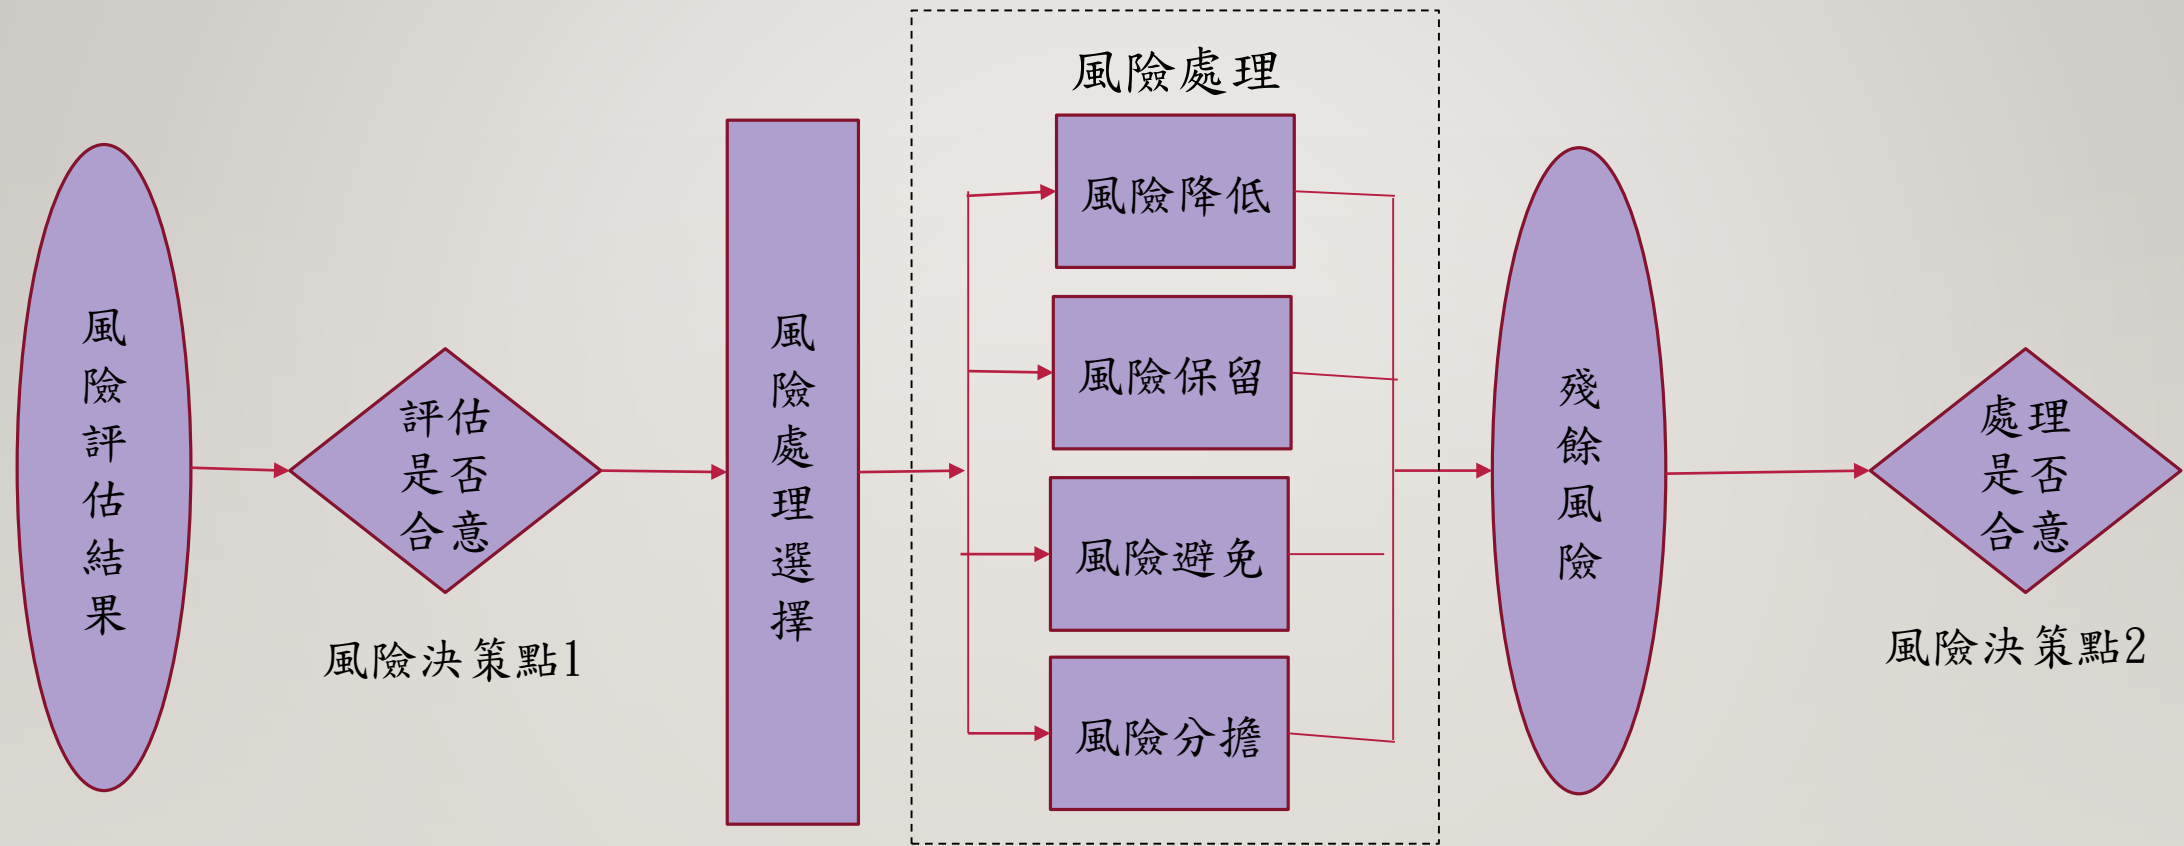 風險評估結果
評估
是否
合意
風險決策點1
風險處理選擇
風險處理
風險降低
風險保留
風險避免
風險分擔
殘餘風險
處理
是否
合意
風險決策點2